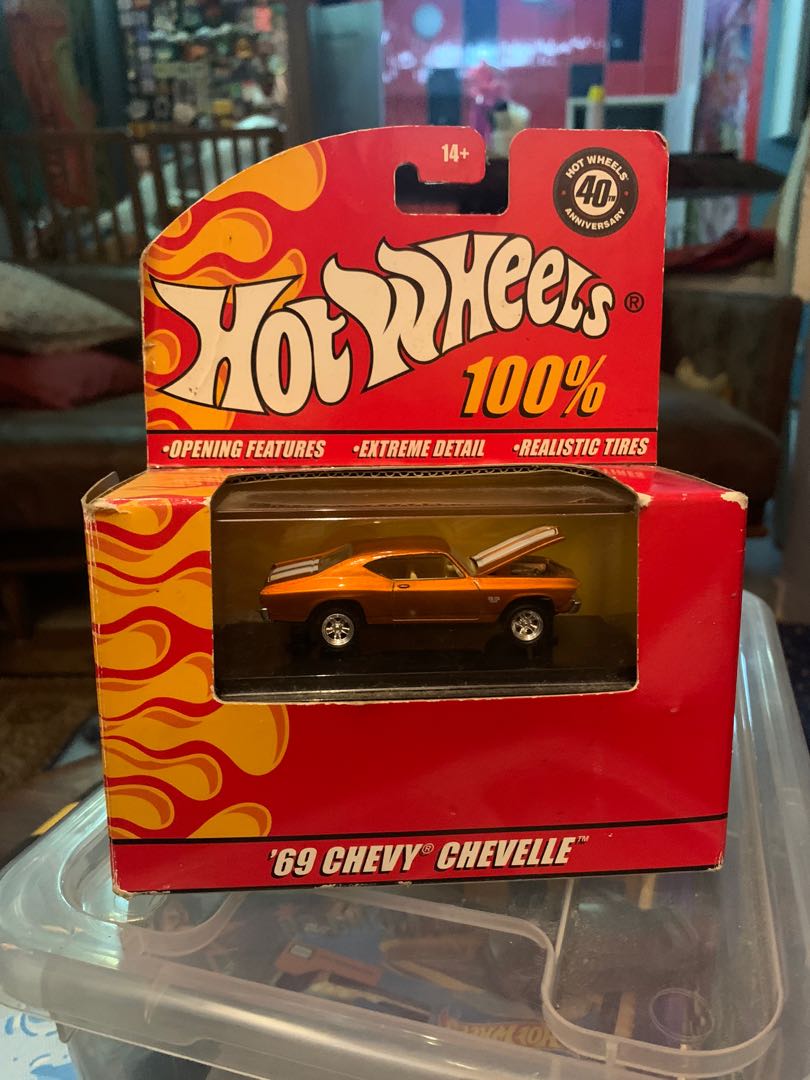 14+
HOT WHEELS
40TH
ANNIVERSARY
Hot Wheels®
100%
•OPENING FEATURES •EXTREME DETAIL •REALISTIC TIRES
'69 CHEVY® CHEVELLE™